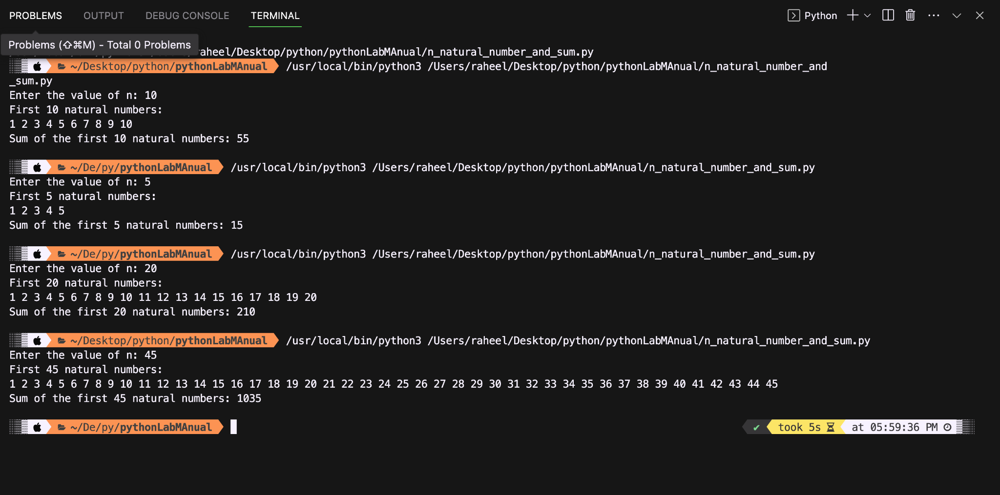 PROBLEMS OUTPUT DEBUG CONSOLE TERMINAL Python
Problems (⇧⌘M) - Total 0 Problems
raheel/Desktop/python/pythonLabMAnual/n_natural_number_and_sum.py
~/Desktop/python/pythonLabMAnual /usr/local/bin/python3 /Users/raheel/Desktop/python/pythonLabMAnual/n_natural_number_and
_sum.py
Enter the value of n: 10
First 10 natural numbers:
1 2 3 4 5 6 7 8 9 10
Sum of the first 10 natural numbers: 55
~/De/py/pythonLabMAnual /usr/local/bin/python3 /Users/raheel/Desktop/python/pythonLabMAnual/n_natural_number_and_sum.py
Enter the value of n: 5
First 5 natural numbers:
1 2 3 4 5
Sum of the first 5 natural numbers: 15
~/De/py/pythonLabMAnual /usr/local/bin/python3 /Users/raheel/Desktop/python/pythonLabMAnual/n_natural_number_and_sum.py
Enter the value of n: 20
First 20 natural numbers:
1 2 3 4 5 6 7 8 9 10 11 12 13 14 15 16 17 18 19 20
Sum of the first 20 natural numbers: 210
~/Desktop/python/pythonLabMAnual /usr/local/bin/python3 /Users/raheel/Desktop/python/pythonLabMAnual/n_natural_number_and_sum.py
Enter the value of n: 45
First 45 natural numbers:
1 2 3 4 5 6 7 8 9 10 11 12 13 14 15 16 17 18 19 20 21 22 23 24 25 26 27 28 29 30 31 32 33 34 35 36 37 38 39 40 41 42 43 44 45
Sum of the first 45 natural numbers: 1035
~/De/py/pythonLabMAnual ✔ took 5s at 05:59:36 PM